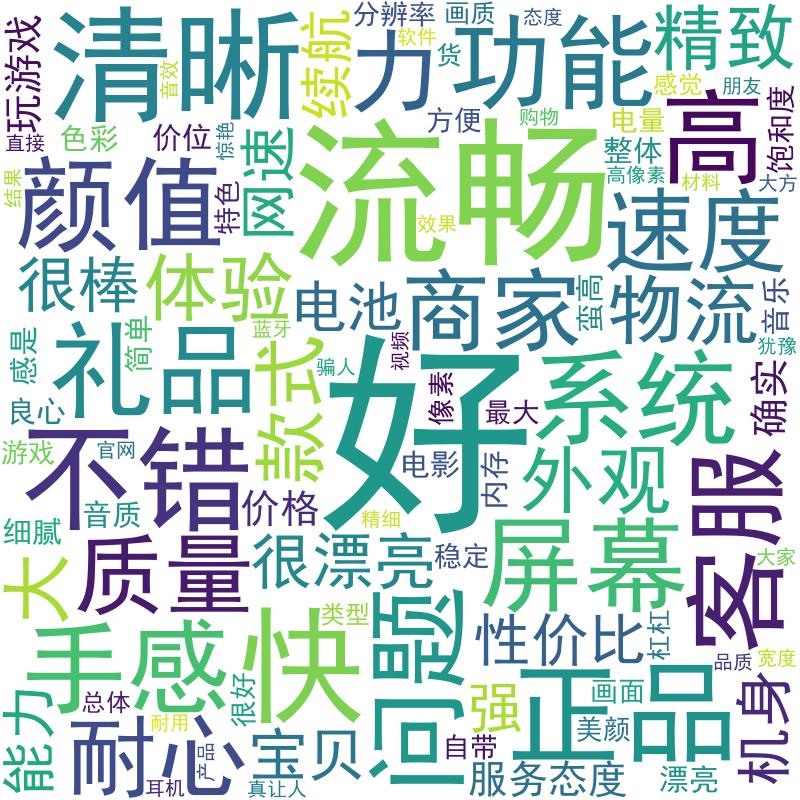 玩游戏
直接
清晰
音效
续航
分辨率
画质
态度
软件
力
货
功能
精致
感觉
朋友
色彩
价位
惊艳
方便
购物
电量
高
饱和度
结果
颜值
特色
网速
流畅
效果
整体
高像素
材料
大方
速度
很棒
体验
电池
商家
蛮高
物流
音乐
感是
礼品
简单
蓝牙
款式
骗人
视频
犹豫
良心
好
像素
最大
系统
确实
游戏
不错
官网
价格
电影
内存
外观
客服
细腻
音质
精细
质量
很漂亮
稳定
屏幕
大家
大
手感
快
类型
问题
性价比
杠杠
品质
宽度
能力
总体
很好
强
正品
画面
机身
耐用
耐心
宝贝
自带
美颜
耳机
产品
真让人
服务态度
漂亮